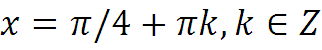 x = π/4 + πk, k ∈ Z